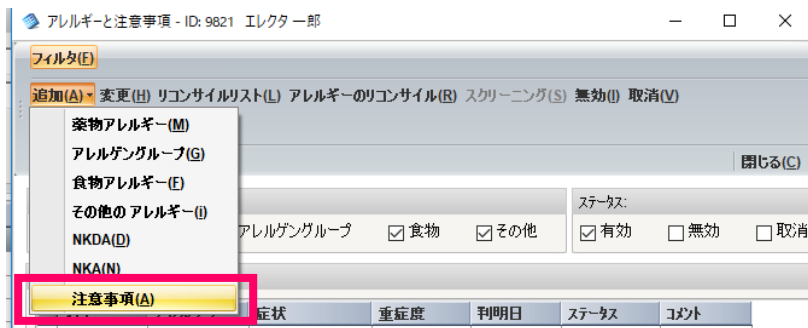 アレルギーと注意事項 - ID: 9821 エレクタ 一郎
フィルタ(F)
追加(A) 変更(H) リコンサイルリスト(L) アレルギーのリコンサイル(R) スクリーニング(S) 無効(I) 取消(V)
薬物アレルギー(M)
アレルゲングループ(G)
食物アレルギー(F)
その他の アレルギー(i)
NKDA(D)
NKA(N)
注意事項(A)
閉じる(C)
ステータス:
アレルゲングループ 食物 その他 有効 無効 取消
症状 重症度 判明日 ステータス コメント